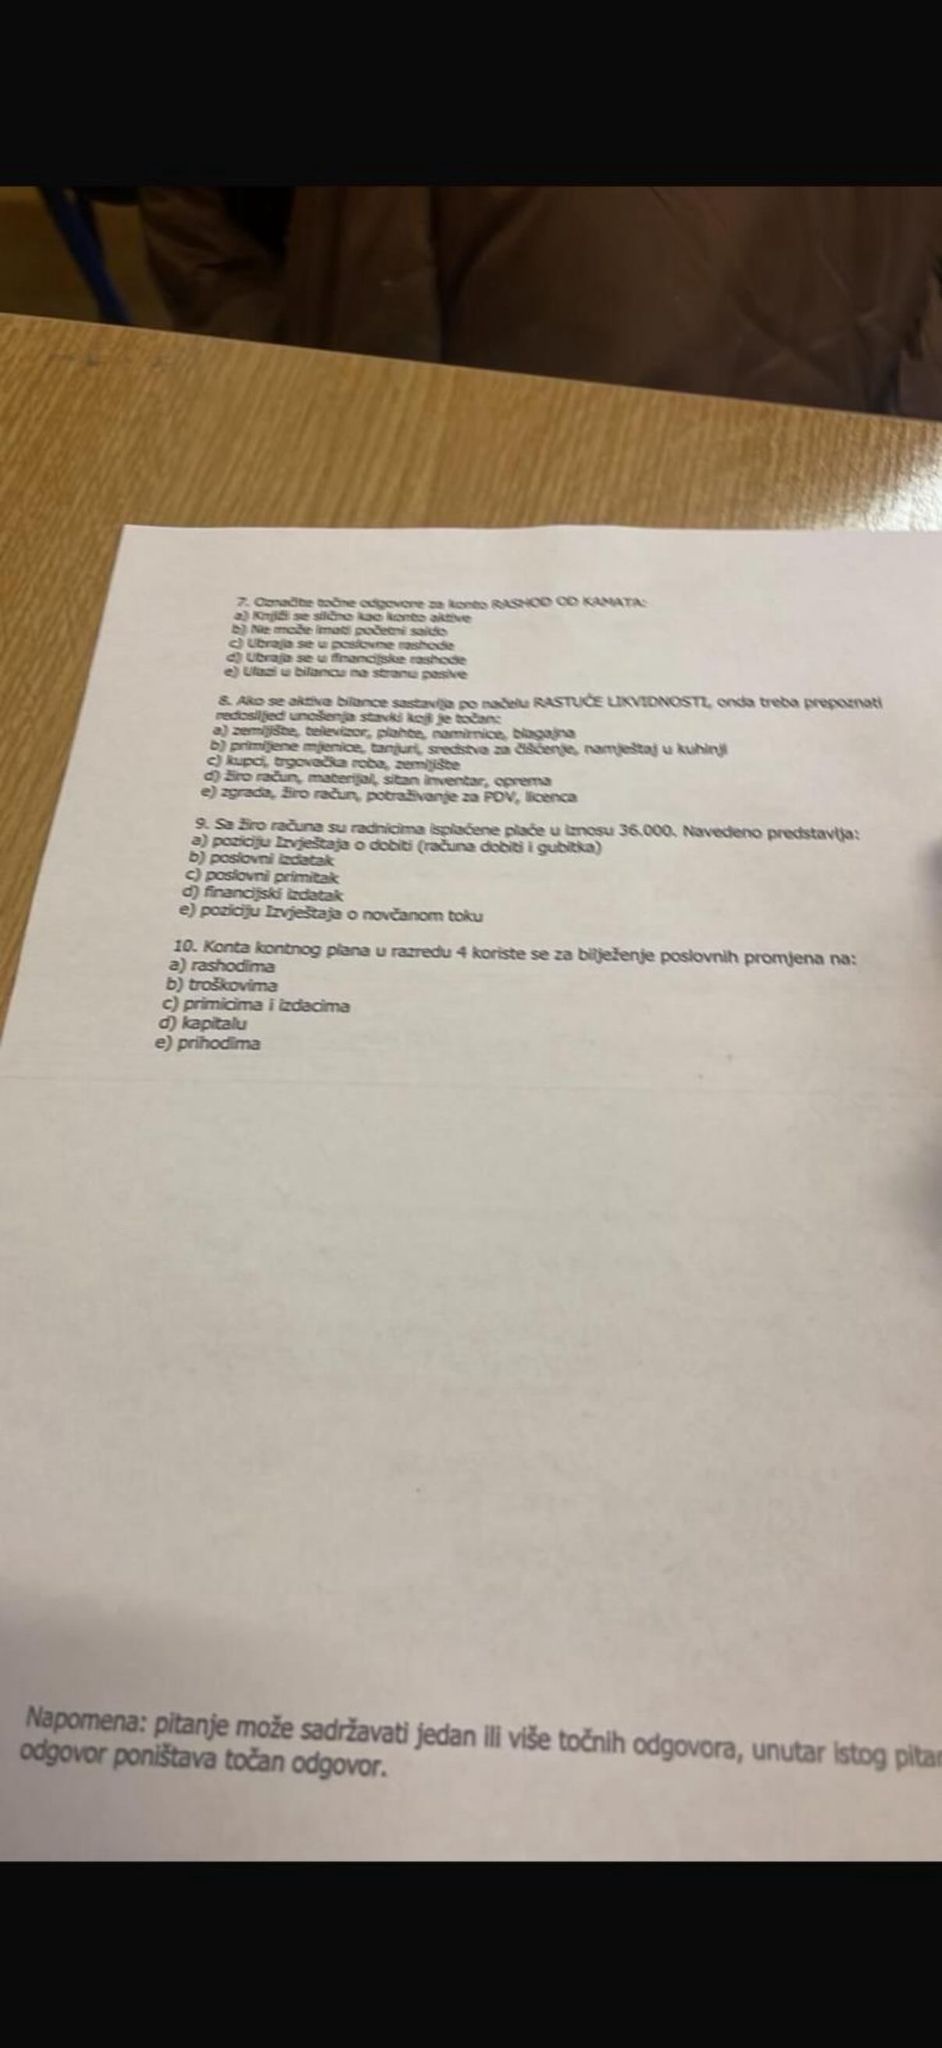 7. Označite točne odgovore za konto RASHOD OD KAMATA:
a) Knjiži se slično kao konto aktive
b) Ne može imati početni saldo
c) Ubraja se u poslovne rashode
d) Ubraja se u financijske rashode
e) Ulazi u bilancu na stranu pasive
8. Ako se aktiva bilance sastavlja po načelu RASTUĆE LIKVIDNOSTI, onda treba prepoznati
redoslijed unošenja stavki koji je točan:
a) zemljište, televizor, plahte, namirnice, blagajna
b) primljene mjenice, tanjuri, sredstva za čišćenje, namještaj u kuhinji
c) kupci, trgovačka roba, zemljište
d) žiro račun, materijal, sitan inventar, oprema
e) zgrada, žiro račun, potraživanje za PDV, licenca
9. Sa žiro računa su radnicima isplaćene plaće u iznosu 36.000. Navedeno predstavlja:
a) poziciju Izvještaja o dobiti (računa dobiti i gubitka)
b) poslovni izdatak
c) poslovni primitak
d) financijski izdatak
e) poziciju Izvještaja o novčanom toku
10. Konta kontnog plana u razredu 4 koriste se za bilježenje poslovnih promjena na:
a) rashodima
b) troškovima
c) primicima i izdacima
d) kapitalu
e) prihodima
Napomena: pitanje može sadržavati jedan ili više točnih odgovora, unutar istog pitan
odgovor poništava točan odgovor.